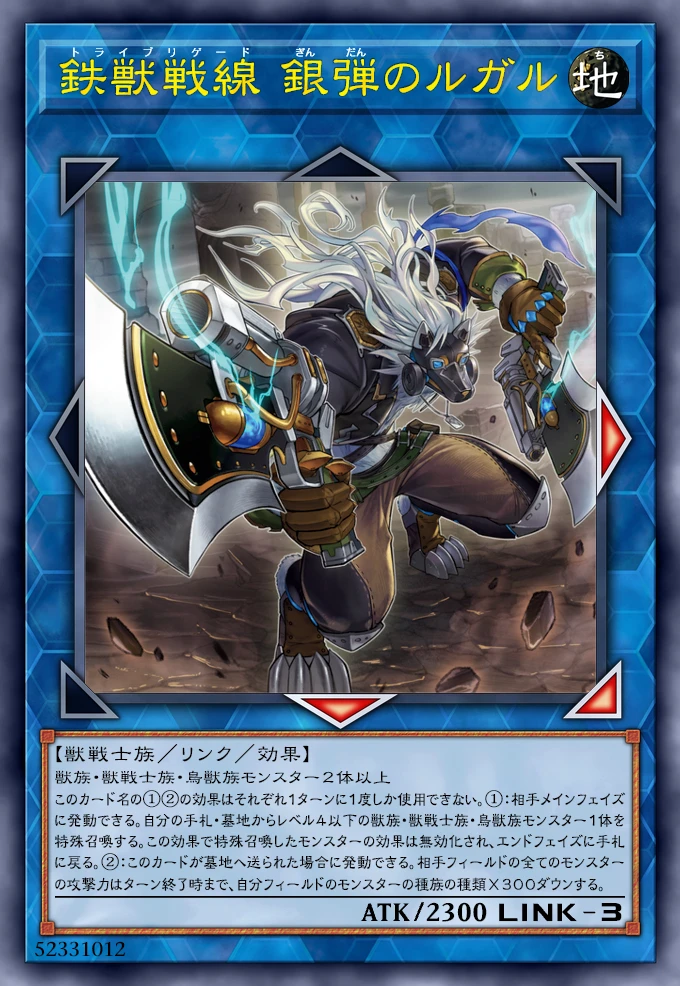 トライブリゲード ぎん だん
鉄獣戦線 銀弾のルガル
ち
地
【獣戦士族／リンク／効果】
獣族・獣戦士族・鳥獣族モンスター２体以上
このカード名の①②の効果はそれぞれ１ターンに１度しか使用できない。①：相手メインフェイズ
に発動できる。自分の手札・墓地からレベル４以下の獣族・獣戦士族・鳥獣族モンスター１体を
特殊召喚する。この効果で特殊召喚したモンスターの効果は無効化され、エンドフェイズに手札
に戻る。②：このカードが墓地へ送られた場合に発動できる。相手フィールドの全てのモンスター
の攻撃力はターン終了時まで、自分フィールドのモンスターの種族の種類×３００ダウンする。
ATK/2300 LINK-3
52331012